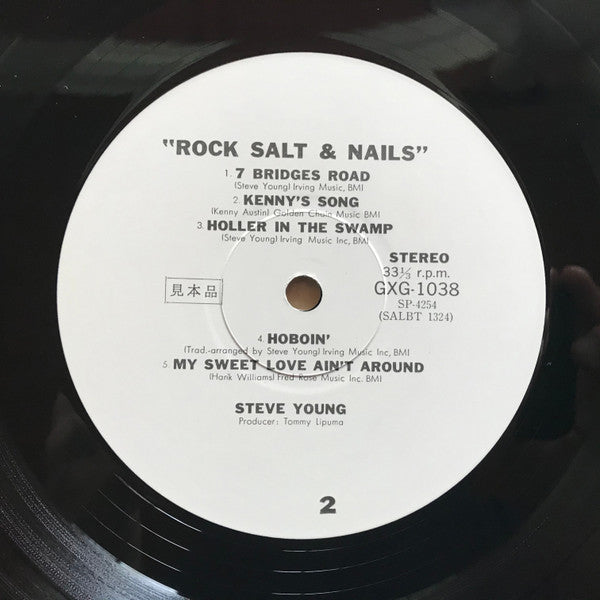 "ROCK SALT & NAILS"
1. 7 BRIDGES ROAD
(Steve Young) Irving Music, BMI
2. KENNY'S SONG
(Kenny Austin) Golden Chain Music BMI
3. HOLLER IN THE SWAMP
(Steve Young) Irving Music Inc, BMI
STEREO
33⅓ r.p.m.
GXG-1038
SP-4254
(SALBT 1324)
見本品
4. HOBOIN'
(Trad.-arranged by Steve Young) Irving Music Inc, BMI
5 MY SWEET LOVE AIN'T AROUND
(Hank Williams) Fred Rose Music Inc. BMI
STEVE YOUNG
Producer: Tommy Lipuma
2